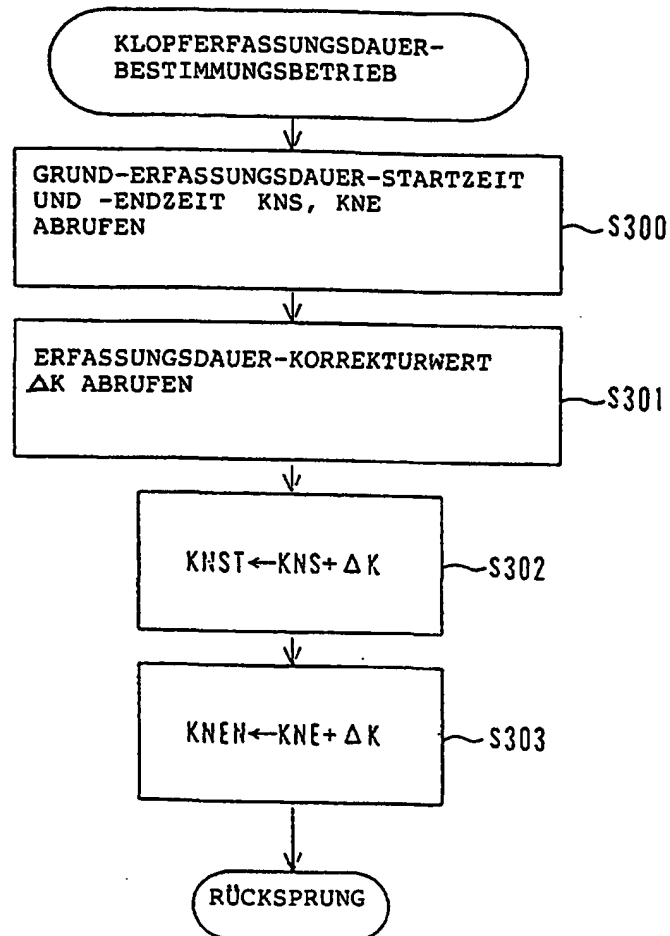 KLOPFERFASSUNGSDAUER-
BESTIMMUNGSBETRIEB
GRUND-ERFASSUNGSDAUER-STARTZEIT
UND -ENDZEIT KNS, KNE
ABRUFEN
S300
ERFASSUNGSDAUER-KORREKTURWERT
ΔK ABRUFEN
S301
KNST←KNS+ΔK
S302
KNEN←KNE+ΔK
S303
RÜCKSPRUNG